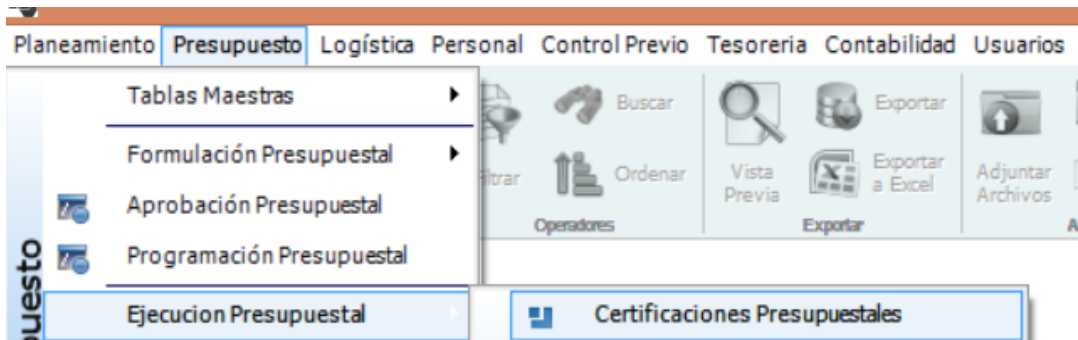 Planeamiento Presupuesto Logística Personal Control Previo Tesoreria Contabilidad Usuarios
Tablas Maestras
Formulación Presupuestal
Aprobación Presupuestal
Programación Presupuestal
Ejecucion Presupuestal
Certificaciones Presupuestales
Buscar
Ordenar
Operadores
Vista
Previa
Exportar
Exportar
a Excel
Exportar
Adjuntar
Archivos